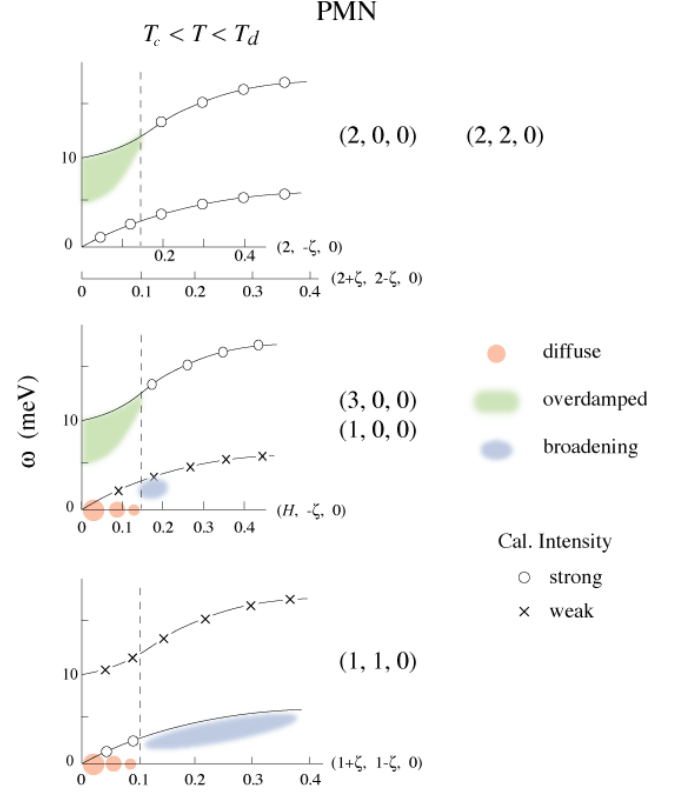 PMN
T_c < T < T_d
(2, 0, 0) (2, 2, 0)
10
0
0.2 0.4 (2, -ζ, 0)
(2+ζ, 2-ζ, 0)
0 0.1 0.2 0.3 0.4
ω (meV)
10
(3, 0, 0)
(1, 0, 0)
0
(H, -ζ, 0)
0 0.1 0.2 0.3 0.4
diffuse
overdamped
broadening
Cal. Intensity
strong
weak
10
(1, 1, 0)
0
(1+ζ, 1-ζ, 0)
0 0.1 0.2 0.3 0.4